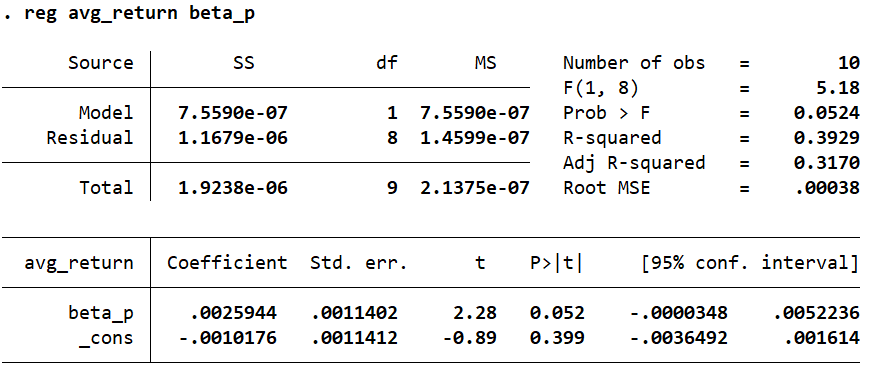 . reg avg_return beta_p
Source SS df MS Number of obs = 10
F(1, 8) = 5.18
Model 7.5590e-07 1 7.5590e-07 Prob > F = 0.0524
Residual 1.1679e-06 8 1.4599e-07 R-squared = 0.3929
Adj R-squared = 0.3170
Total 1.9238e-06 9 2.1375e-07 Root MSE = .00038
avg_return Coefficient Std. err. t P>|t| [95% conf. interval]
beta_p .0025944 .0011402 2.28 0.052 -.0000348 .0052236
_cons -.0010176 .0011412 -0.89 0.399 -.0036492 .001614